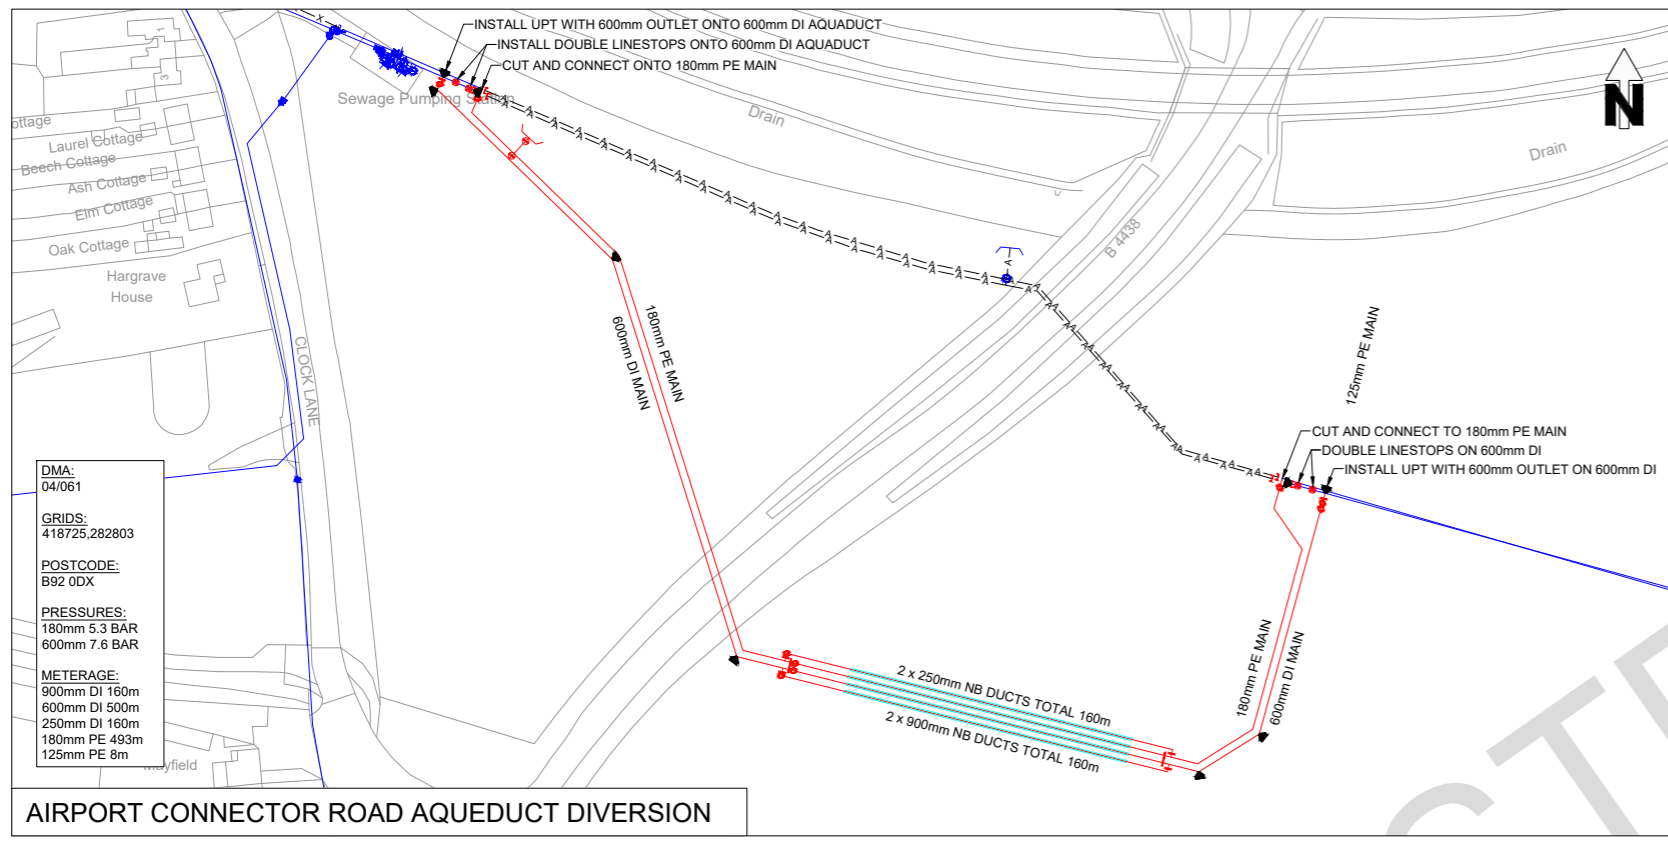 INSTALL UPT WITH 600mm OUTLET ONTO 600mm DI AQUADUCT
INSTALL DOUBLE LINESTOPS ONTO 600mm DI AQUADUCT
CUT AND CONNECT ONTO 180mm PE MAIN
Sewage Pumping Station
Drain
Drain
N
ottage
Laurel Cottage
Beech Cottage
Ash Cottage
Elm Cottage
Oak Cottage
Hargrave
House
1
3
CLOCK LANE
B 4438
180mm PE MAIN
600mm DI MAIN
125mm PE MAIN
CUT AND CONNECT TO 180mm PE MAIN
DOUBLE LINESTOPS ON 600mm DI
INSTALL UPT WITH 600mm OUTLET ON 600mm DI
DMA:
04/061
GRIDS:
418725,282803
POSTCODE:
B92 0DX
PRESSURES:
180mm 5.3 BAR
600mm 7.6 BAR
METERAGE:
900mm DI 160m
600mm DI 500m
250mm DI 160m
180mm PE 493m
125mm PE 8m
Mayfield
2 x 250mm NB DUCTS TOTAL 160m
2 x 900mm NB DUCTS TOTAL 160m
180mm PE MAIN
600mm DI MAIN
AIRPORT CONNECTOR ROAD AQUEDUCT DIVERSION